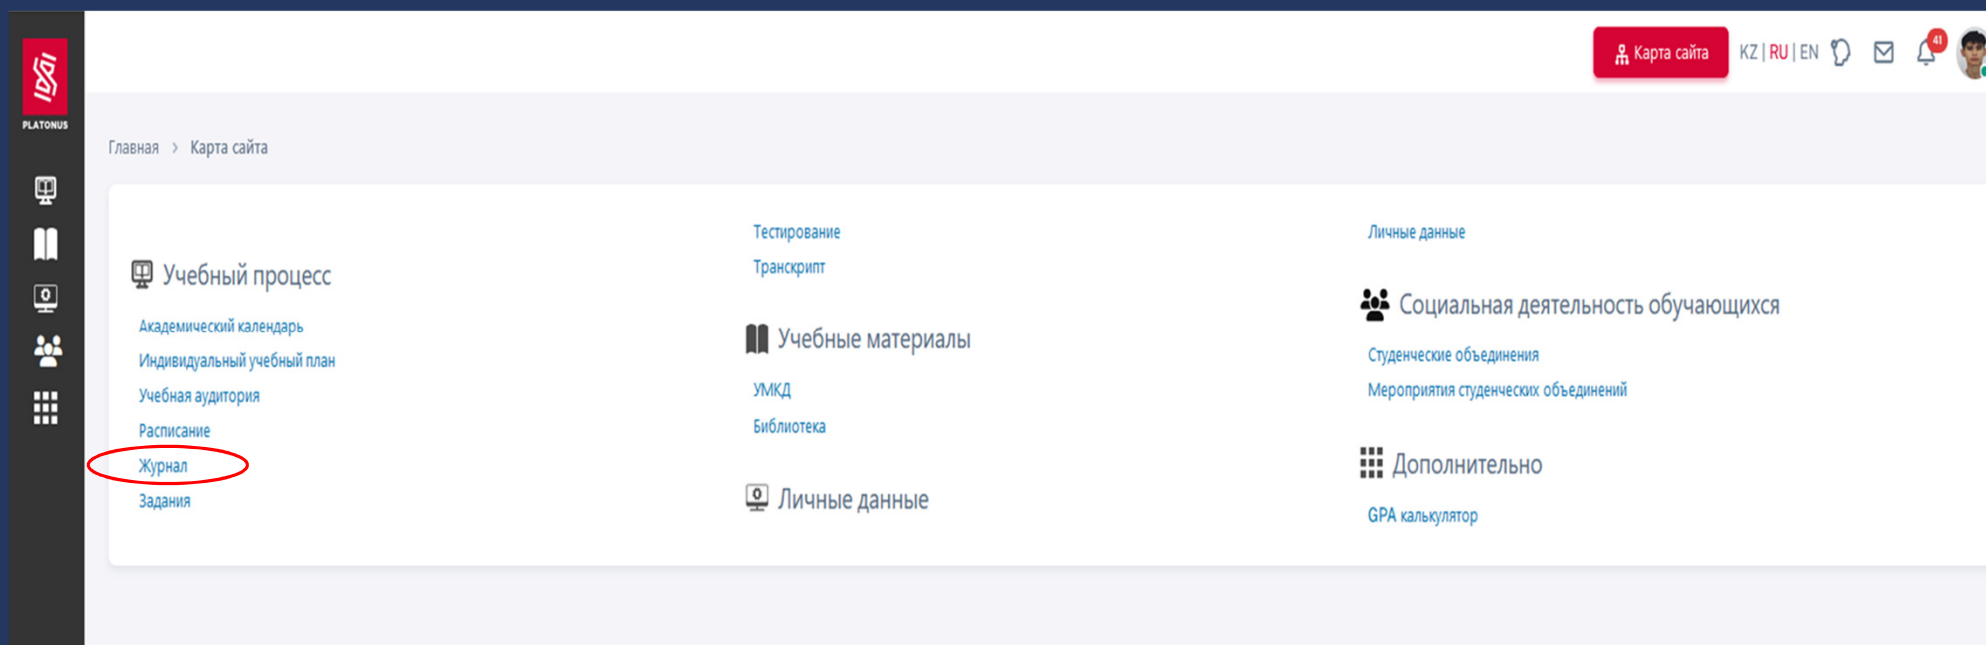 PLATONUS
Карта сайта
KZ | RU | EN
41
Главная > Карта сайта
Учебный процесс
Академический календарь
Индивидуальный учебный план
Учебная аудитория
Расписание
Журнал
Задания
Тестирование
Транскрипт
Учебные материалы
УМКД
Библиотека
Личные данные
Личные данные
Социальная деятельность обучающихся
Студенческие объединения
Мероприятия студенческих объединений
Дополнительно
GPA калькулятор